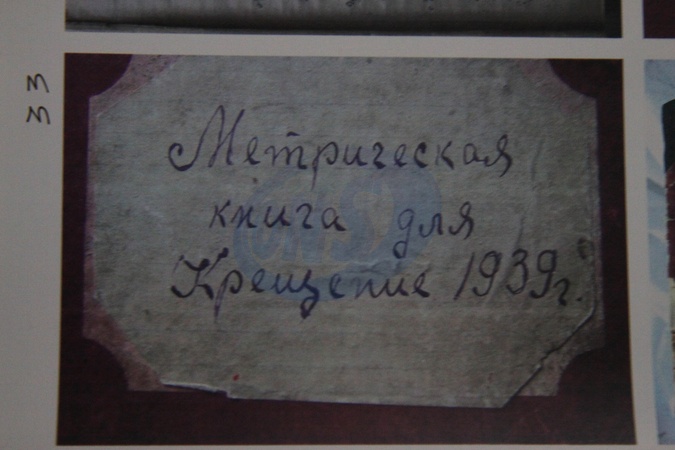 33
Метрическая
книга для
Крещение 1939г.